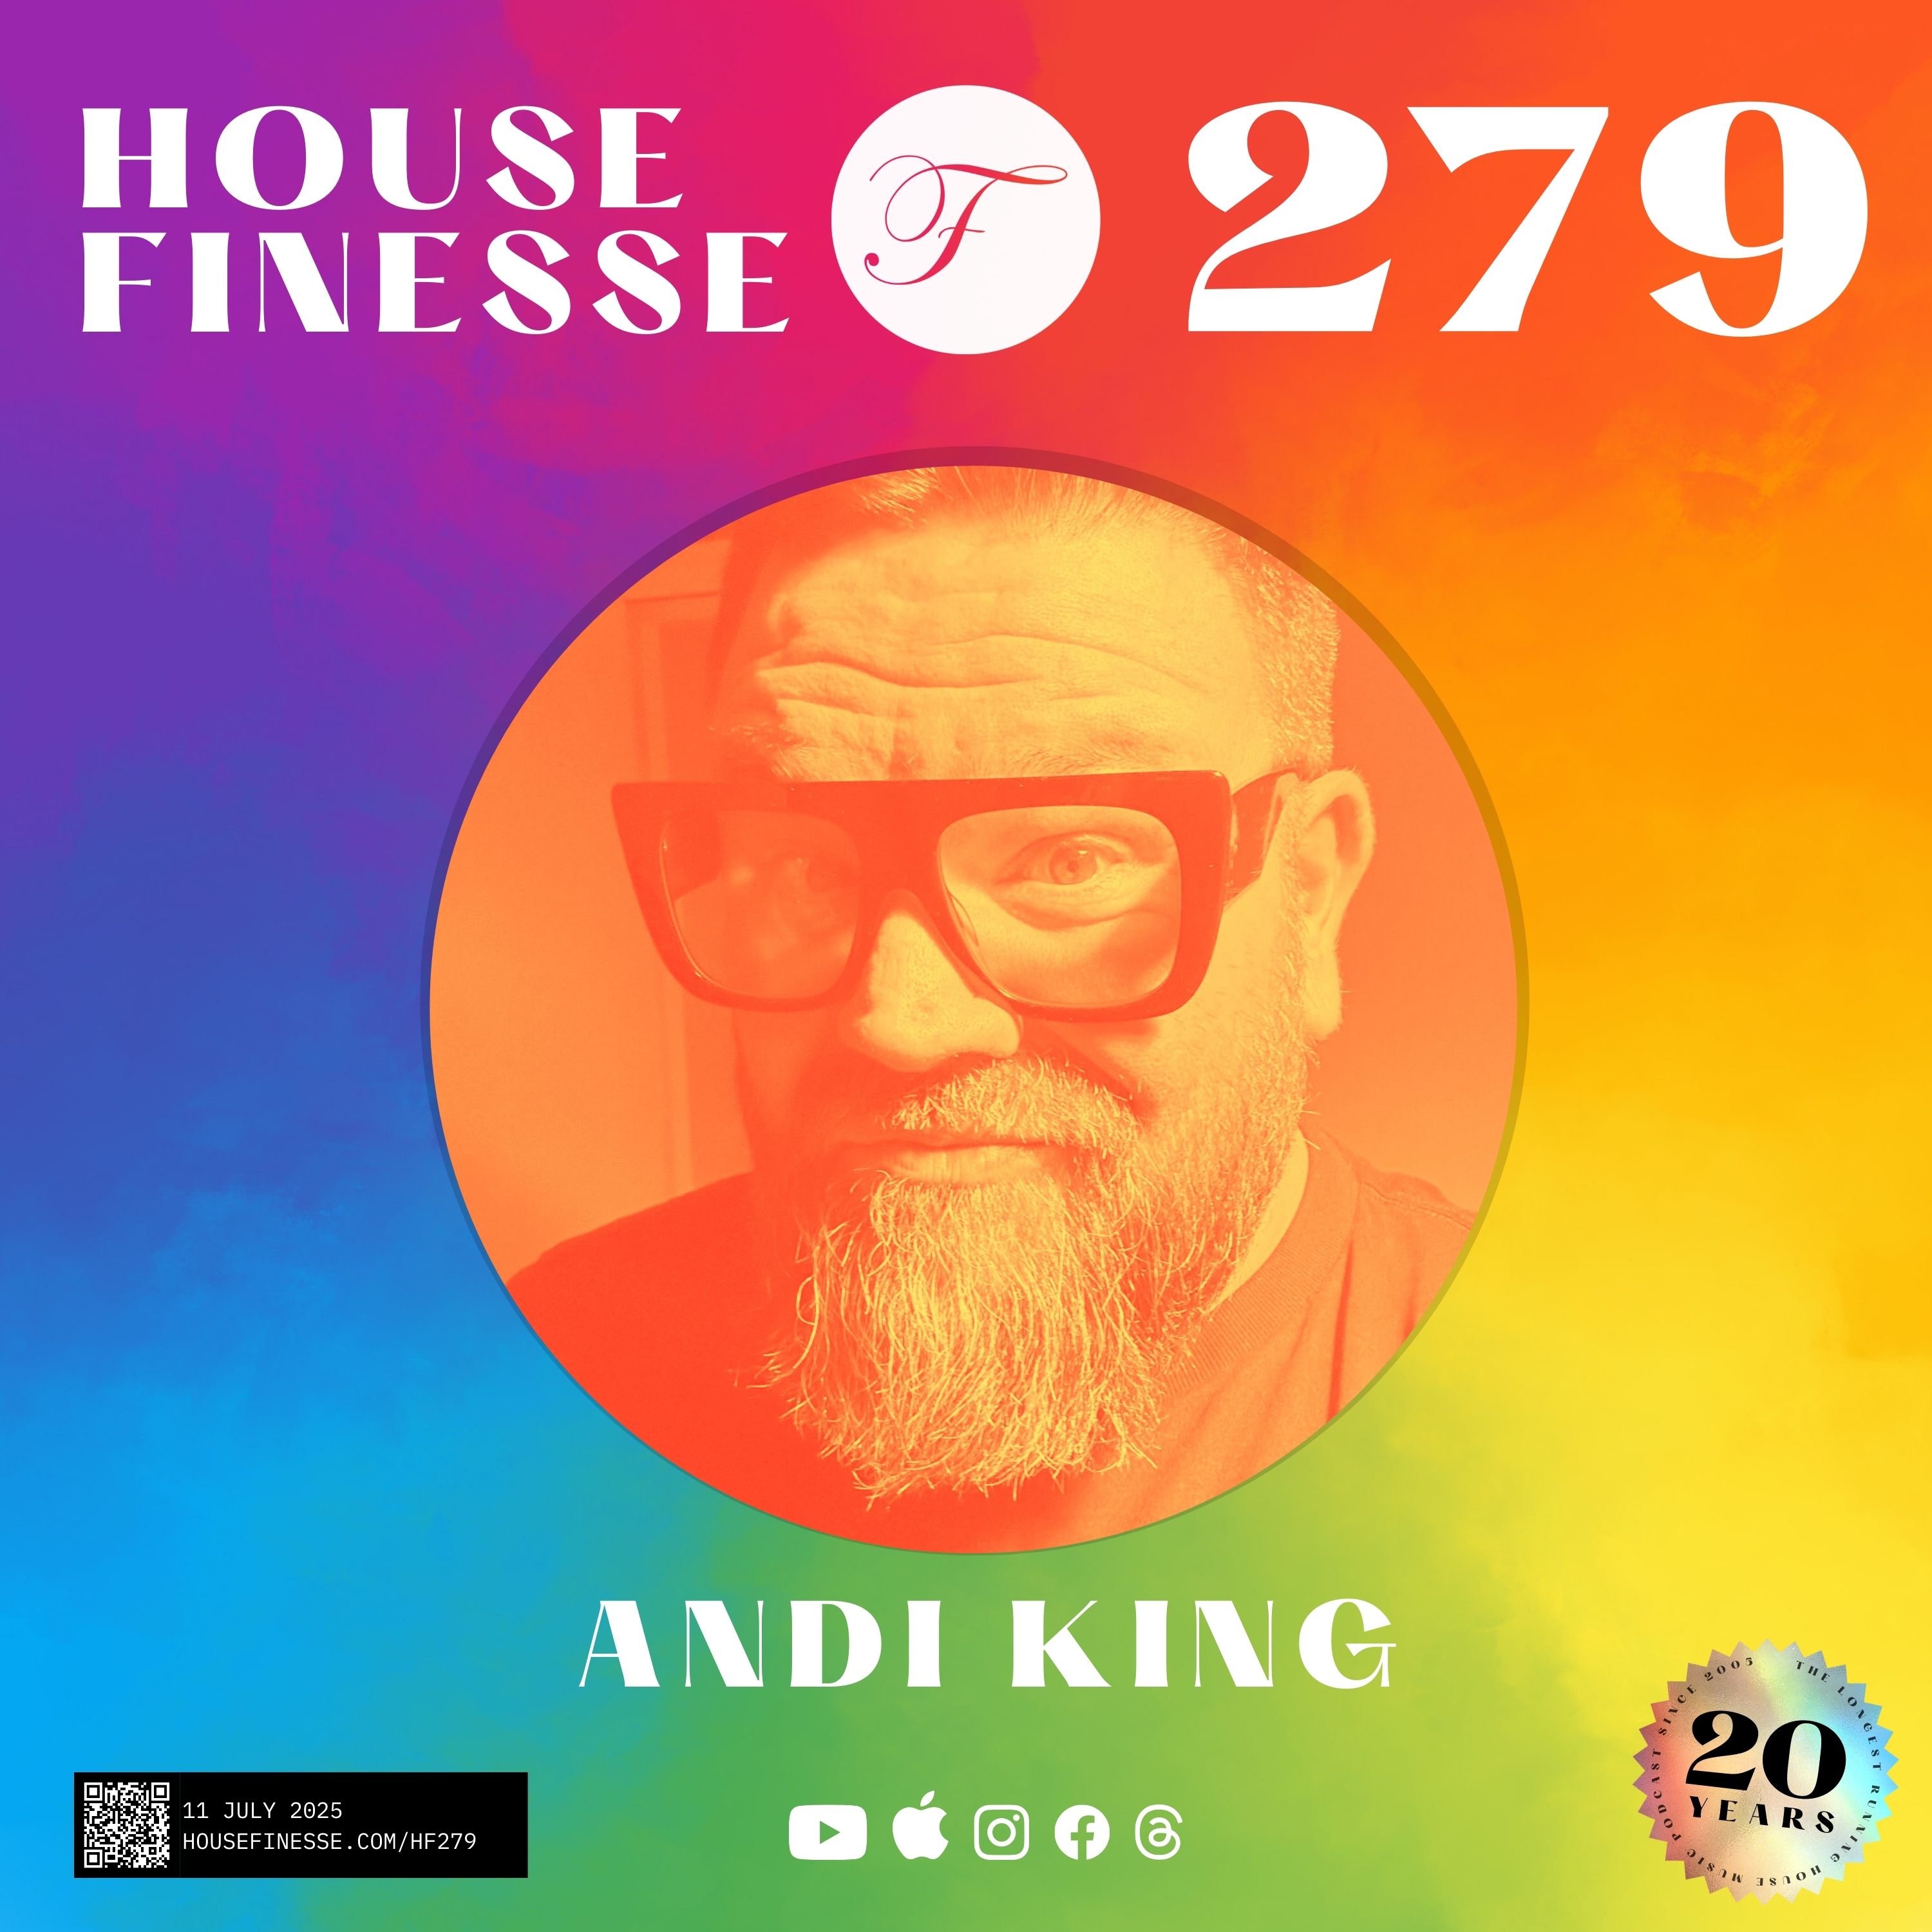 HOUSE
FINESSE
F
279
ANDI KING
11 JULY 2025
HOUSEFINESSE.COM/HF279
THE LONGEST RUNNING HOUSE MUSIC PODCAST SINCE 2005
20
YEARS